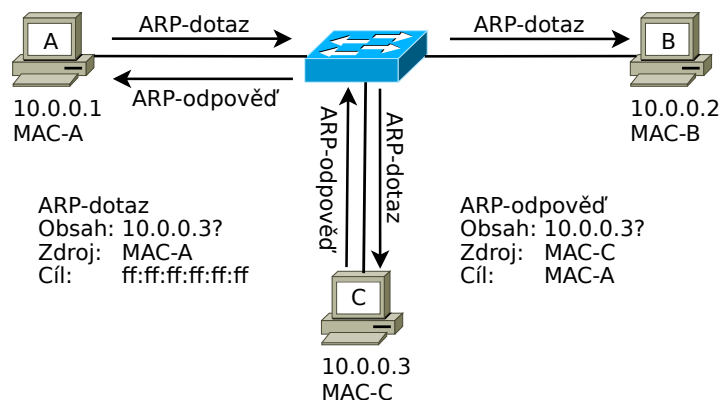 ARP-dotaz
ARP-dotaz
A
B
ARP-odpověď
10.0.0.1
MAC-A
10.0.0.2
MAC-B
ARP-odpověď
ARP-dotaz
ARP-dotaz
Obsah: 10.0.0.3?
Zdroj: MAC-A
Cíl: ff:ff:ff:ff:ff:ff
ARP-odpověď
Obsah: 10.0.0.3?
Zdroj: MAC-C
Cíl: MAC-A
C
10.0.0.3
MAC-C